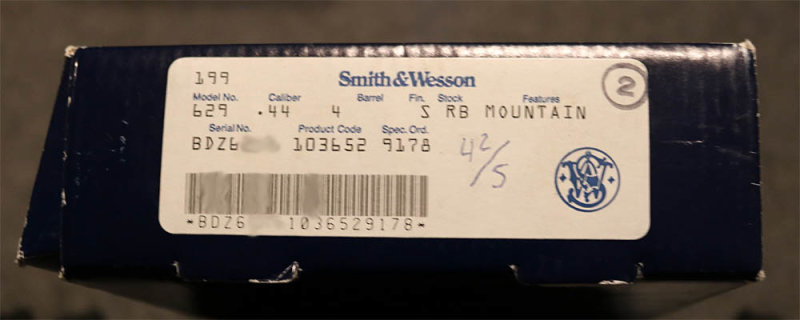 199 Smith & Wesson 2
Model No. Caliber Barrel Fin. Stock Features
629 .44 4 S RB MOUNTAIN
Serial No. Product Code Spec. Ord.
BDZ6 103652 9178
42/5
*BDZ6 1036529178*